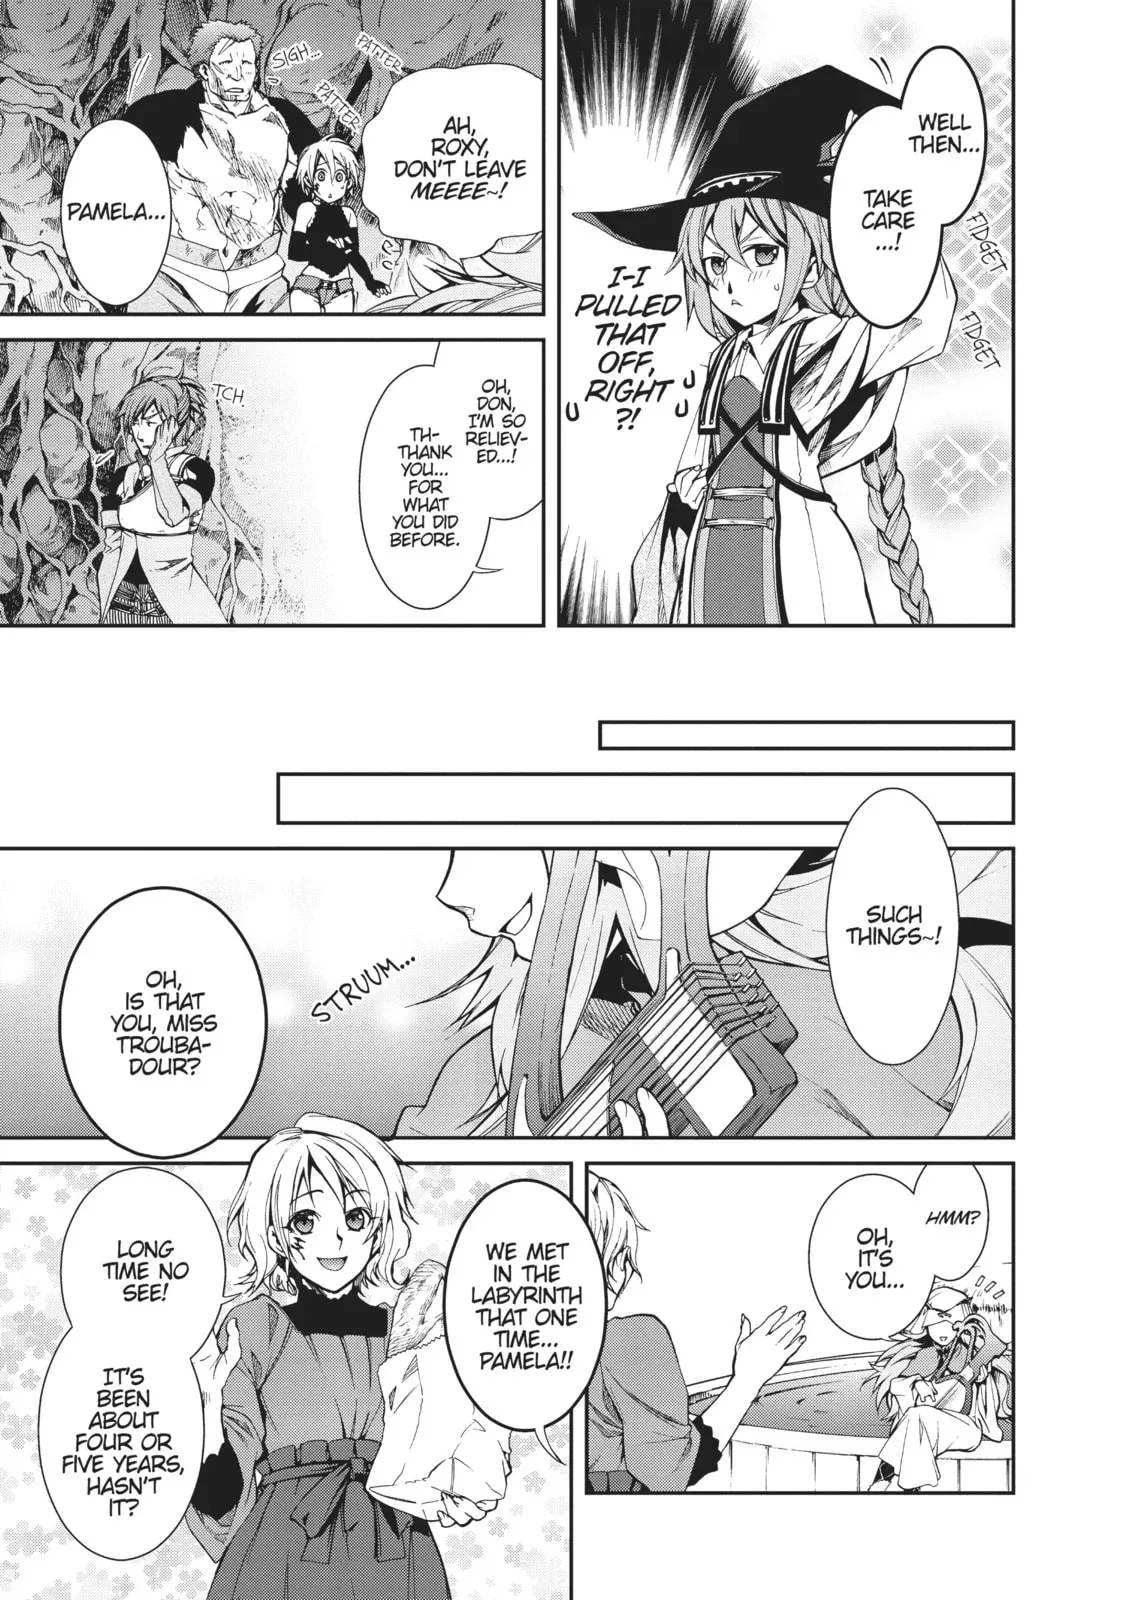 WELL
THEN...
TAKE
CARE
...!
FIDGET
FIDGET
I-I
PULLED
THAT
OFF,
RIGHT
?!
AH,
ROXY,
DON'T LEAVE
MEEEE~!
PATTER
PATTER
SIGH...
PAMELA...
OH,
DON,
I'M SO
RELIEV-
ED...!
TH-
THANK
YOU...
FOR
WHAT
YOU DID
BEFORE.
TCH.
SUCH
THINGS~!
STRUUM...
OH,
IS THAT
YOU, MISS
TROUBA-
DOUR?
HMM?
OH,
IT'S
YOU...
WE MET
IN THE
LABYRINTH
THAT ONE
TIME...
PAMELA!!
LONG
TIME NO
SEE!
IT'S
BEEN
ABOUT
FOUR OR
FIVE YEARS,
HASN'T
IT?